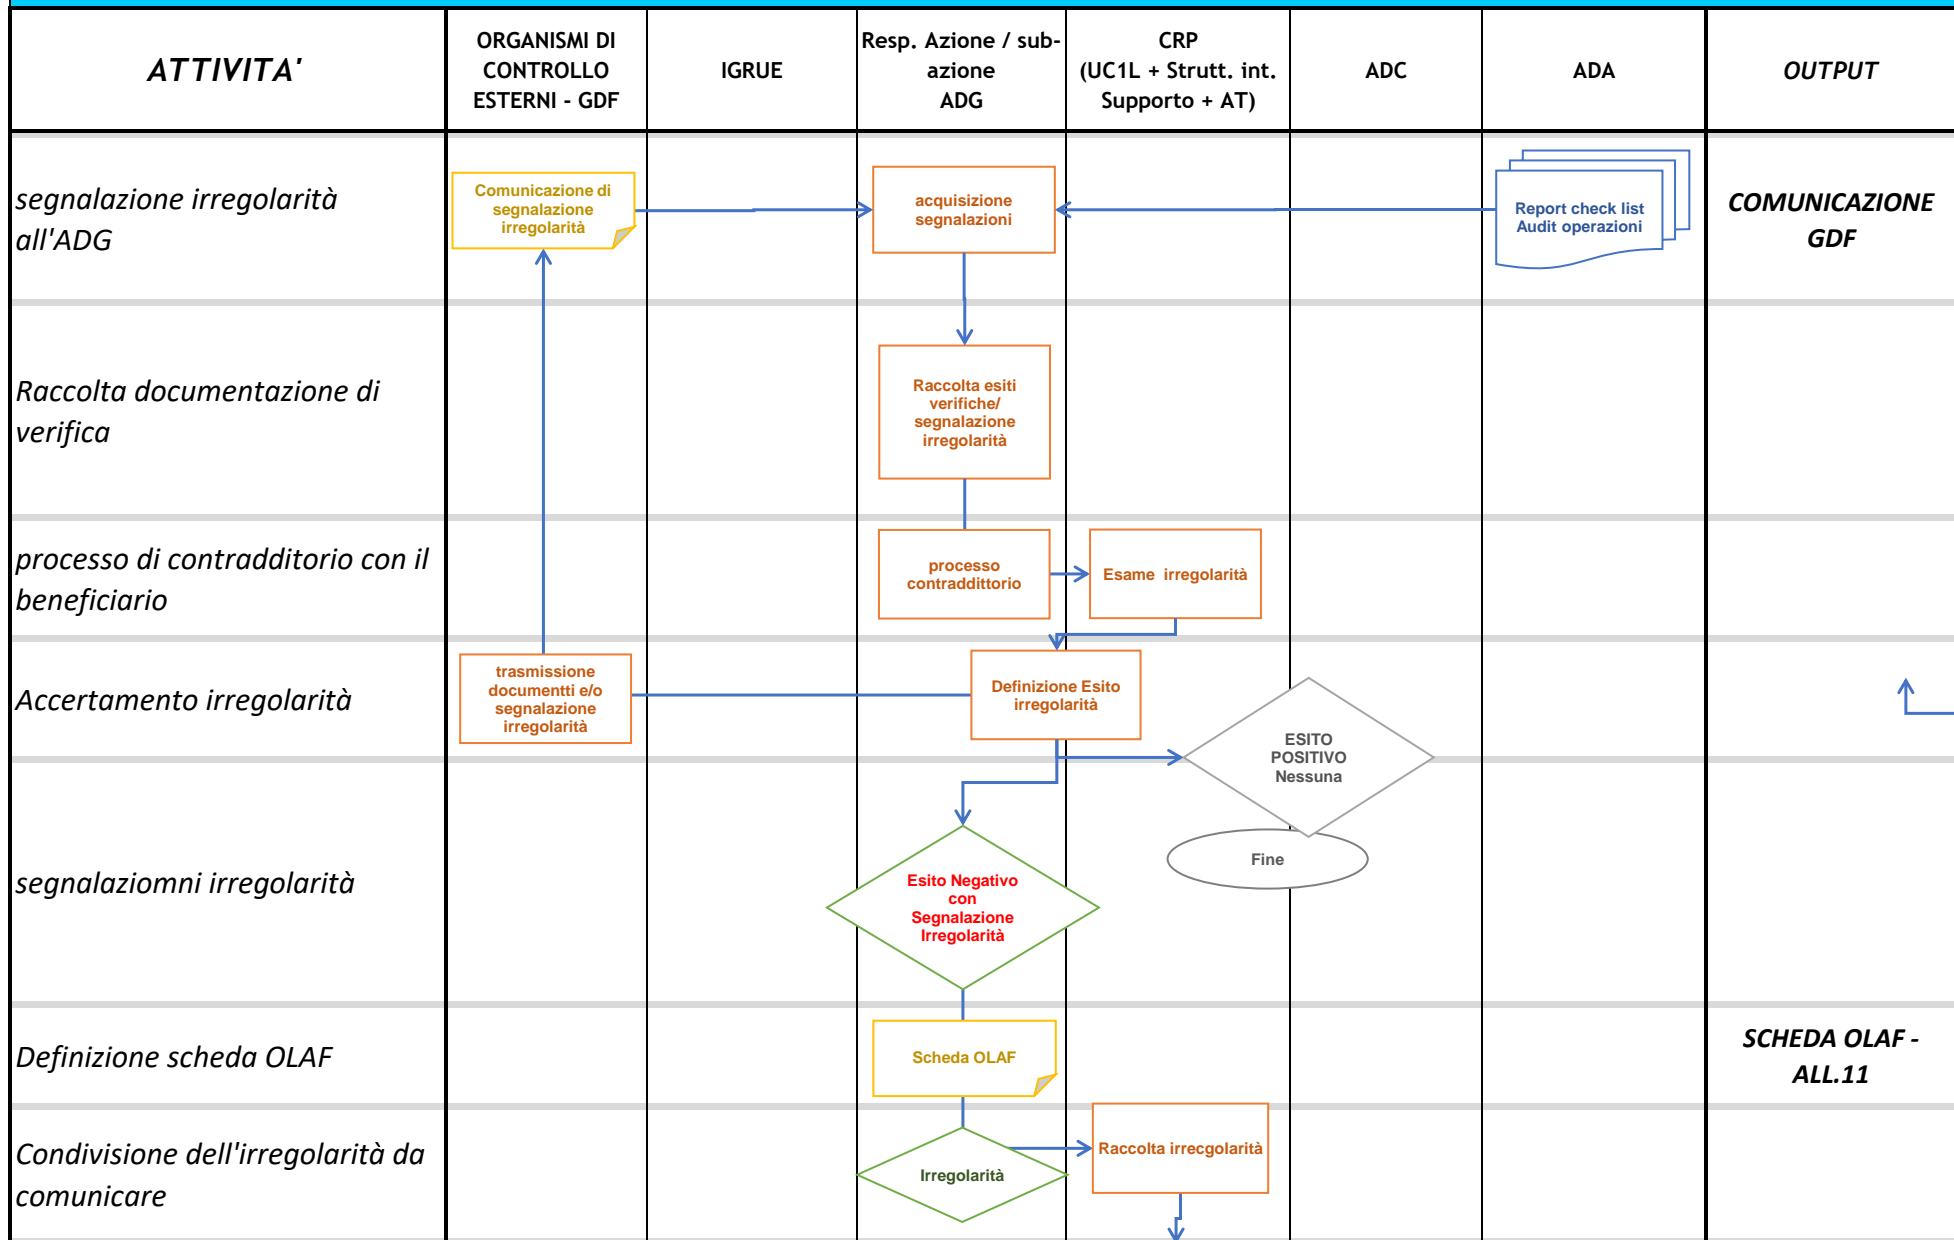 ATTIVITA'
ORGANISMI DI
CONTROLLO
ESTERNI - GDF
IGRUE
Resp. Azione / sub-
azione
ADG
CRP
(UC1L + Strutt. int.
Supporto + AT)
ADC
ADA
OUTPUT
segnalazione irregolarità
all'ADG
Comunicazione di
segnalazione
irregolarità
acquisizione
segnalazioni
Report check list
Audit operazioni
COMUNICAZIONE
GDF
Raccolta documentazione di
verifica
Raccolta esiti
verifiche/
segnalazione
irregolarità
processo di contradditorio con il
beneficiario
processo
contraddittorio
Esame  irregolarità
Accertamento irregolarità
trasmissione
documentti e/o
segnalazione
irregolarità
Definizione Esito
irregolarità
ESITO
POSITIVO
Nessuna
segnalaziomni irregolarità
Esito Negativo
con
Segnalazione
Irregolarità
Fine
Definizione scheda OLAF
Scheda OLAF
SCHEDA OLAF -
ALL.11
Condivisione dell'irregolarità da
comunicare
Irregolarità
Raccolta irrecgolarità